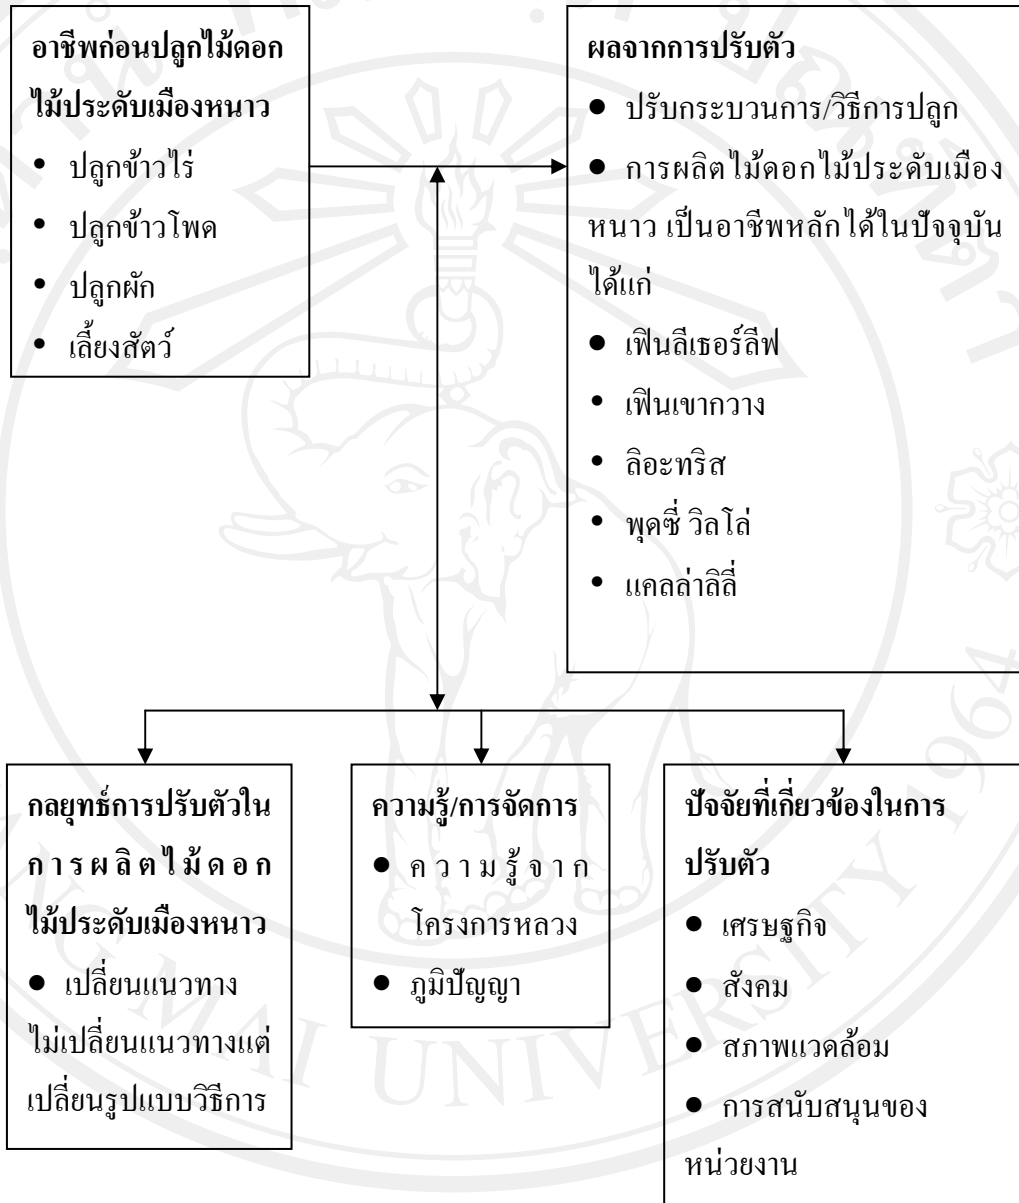 อาชีพก่อนปลูกไม้ดอก
ไม้ประดับเมืองหนาว
• ปลูกข้าวไร่
• ปลูกข้าวโพด
• ปลูกผัก
• เลี้ยงสัตว์
ผลจากการปรับตัว
● ปรับกระบวนการ/วิธีการปลูก
● การผลิตไม้ดอกไม้ประดับเมือง
หนาว เป็นอาชีพหลักได้ในปัจจุบัน
ได้แก่
● เฟินลีเธอร์ลีฟ
• เฟินเขากวาง
• ลิอะทริส
• พุดซี่ วิลโล่
• แคลล่าลิลี่
กลยุทธ์การปรับตัวใน
การผลิตไม้ดอก
ไม้ประดับเมืองหนาว
● เปลี่ยนแนวทาง
ไม่เปลี่ยนแนวทางแต่
เปลี่ยนรูปแบบวิธีการ
ความรู้/การจัดการ
● ความรู้จาก
โครงการหลวง
● ภูมิปัญญา
ปัจจัยที่เกี่ยวข้องในการ
ปรับตัว
● เศรษฐกิจ
● สังคม
● สภาพแวดล้อม
● การสนับสนุนของ
หน่วยงาน
MAI UNIVERSITY 1964